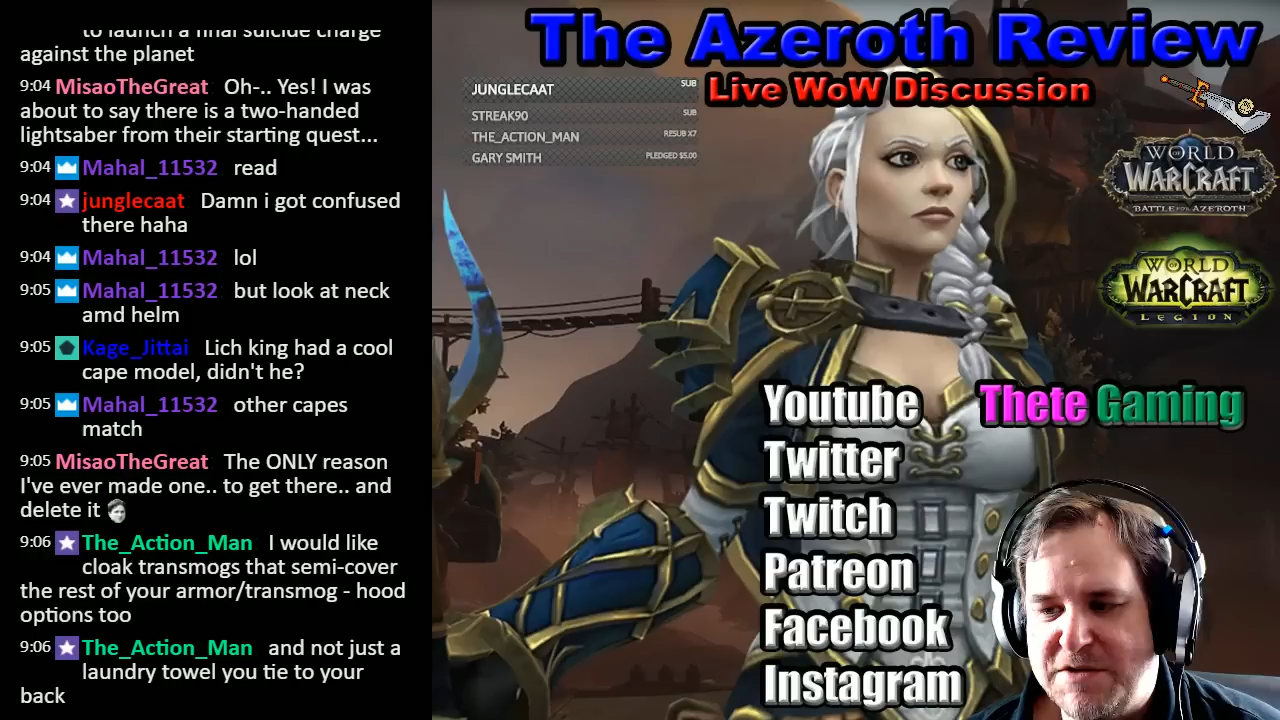 to launch a final suicide charge
against the planet
9:04 MisaoTheGreat Oh-.. Yes! I was
about to say there is a two-handed
lightsaber from their starting quest...
9:04 Mahal_11532 read
9:04 junglecaat Damn i got confused
there haha
9:04 Mahal_11532 lol
9:05 Mahal_11532 but look at neck
amd helm
9:05 Kage_Jittai Lich king had a cool
cape model, didn't he?
9:05 Mahal_11532 other capes
match
9:05 MisaoTheGreat The ONLY reason
I've ever made one.. to get there.. and
delete it
9:06 The_Action_Man I would like
cloak transmogs that semi-cover
the rest of your armor/transmog - hood
options too
9:06 The_Action_Man and not just a
laundry towel you tie to your
back
The Azeroth Review
Live WoW Discussion
JUNGLECAAT SUB
STREAK90 SUB
THE_ACTION_MAN RESUB X7
GARY SMITH PLEDGED $5.00
WORLD
OF
WARCRAFT
BATTLE FOR AZEROTH
WORLD
OF
WARCRAFT
LEGION
Youtube Thete Gaming
Twitter
Twitch
Patreon
Facebook
Instagram